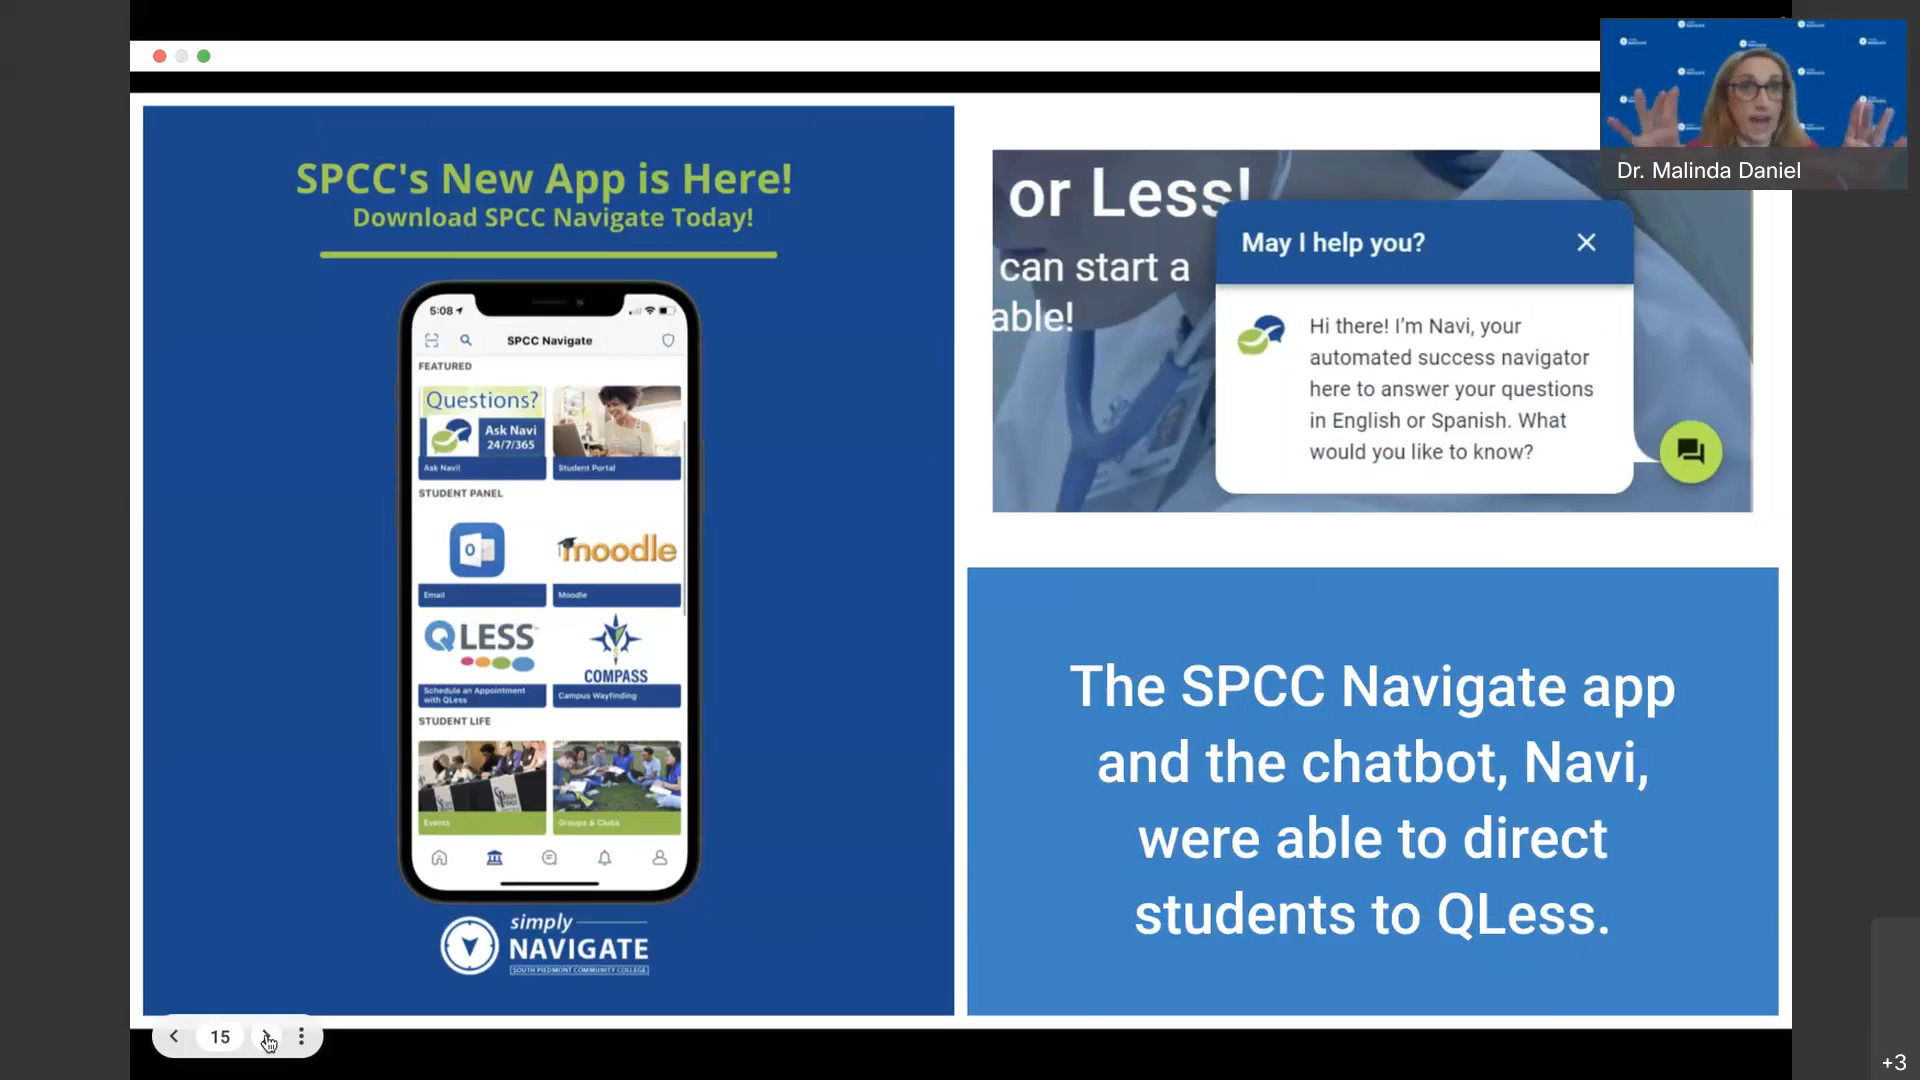 SPCC's New App is Here!
Download SPCC Navigate Today!
5:08
SPCC Navigate
FEATURED
Questions?
Ask Navi
24/7/365
Ask Navi!
Student Portal
STUDENT PANEL
O
moodle
Email
Moodle
QLESS
COMPASS
Schedule an Appointment
with QLess
Campus Wayfinding
STUDENT LIFE
Events
Groups & Clubs
simply
NAVIGATE
SOUTH PIEDMONT COMMUNITY COLLEGE
or Less!
can start a
able!
May I help you?
Hi there! I'm Navi, your
automated success navigator
here to answer your questions
in English or Spanish. What
would you like to know?
Dr. Malinda Daniel
The SPCC Navigate app
and the chatbot, Navi,
were able to direct
students to QLess.
15
+3